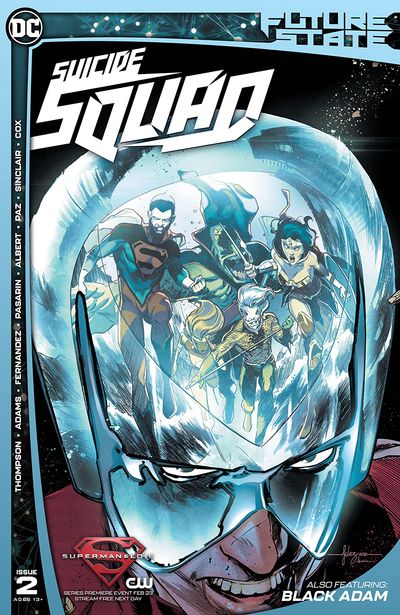 DC
FUTURE
STATE
SUICIDE
SQUAD
THOMPSON • ADAMS • FERNANDEZ • PASARIN • ALBERT • PAZ • SINCLAIR • COX
ISSUE
2
AGES 13+
SUPERMAN & LOIS
SERIES PREMIERE EVENT FEB 23
STREAM FREE NEXT DAY
CW
ALSO FEATURING:
BLACK ADAM